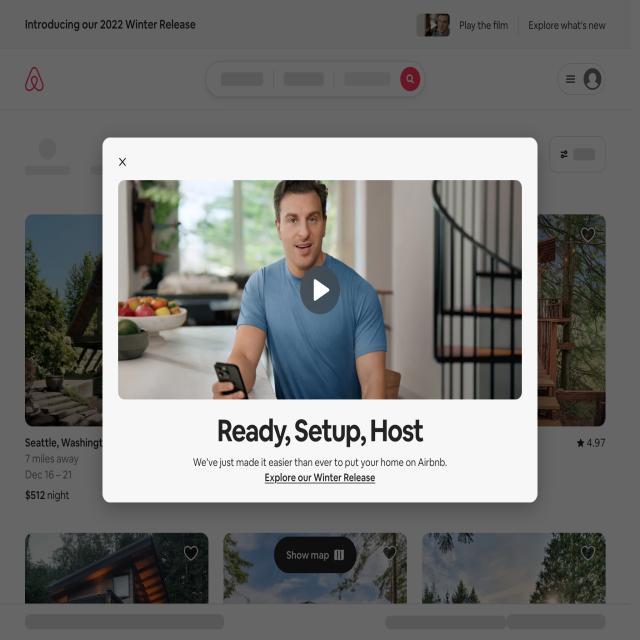 Introducing our 2022 Winter Release
Play the film
Explore what's new
X
Ready, Setup, Host
We've just made it easier than ever to put your home on Airbnb.
Explore our Winter Release
Seattle, Washingt
4.97
7 miles away
Dec 16 – 21
$512 night
Show map